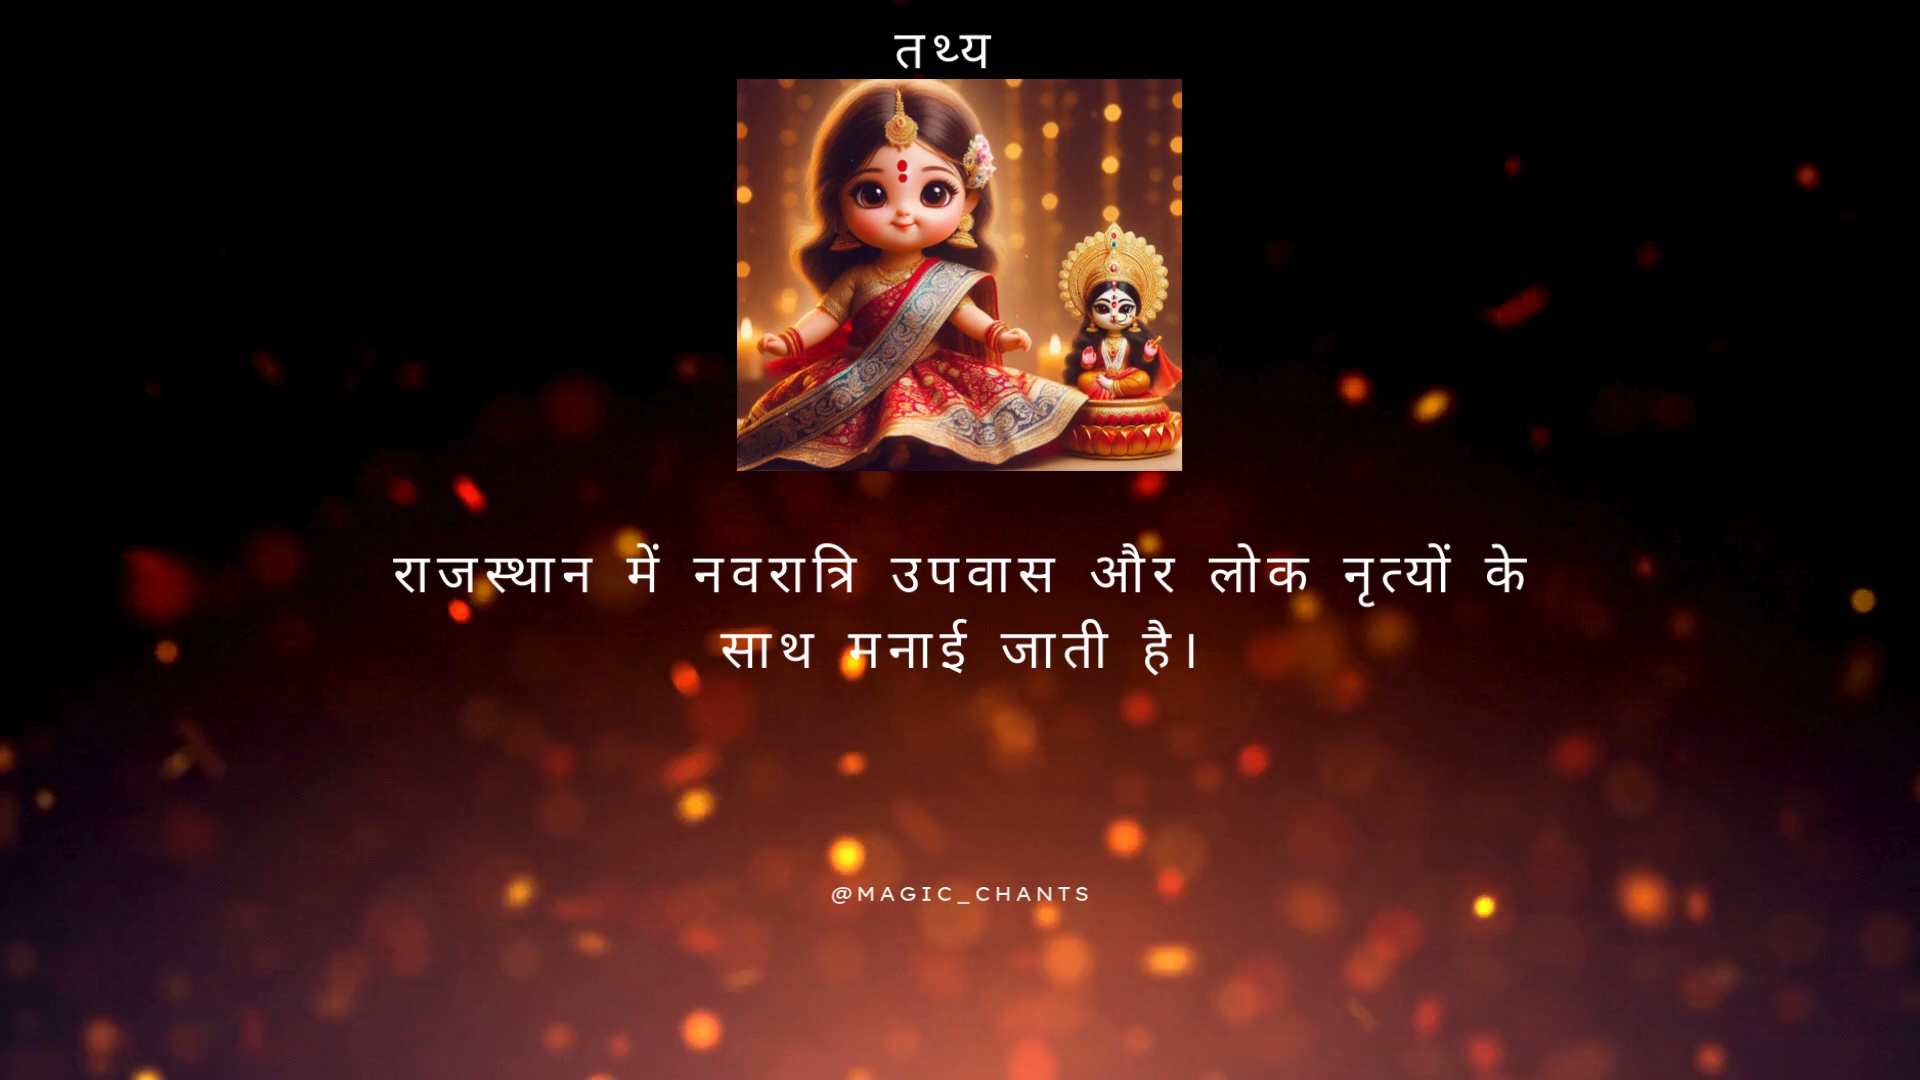 तथ्य
राजस्थान में नवरात्रि उपवास और लोक नृत्यों के
साथ मनाई जाती है।
@MAGIC_CHANTS